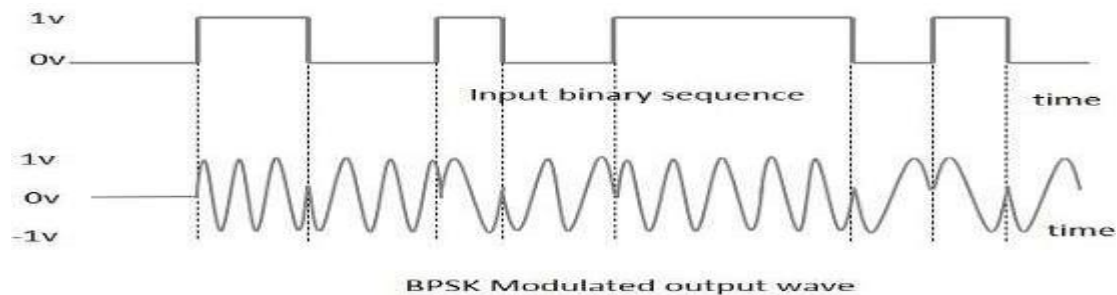 1v
0v
Input binary sequence
time
1v
0v
-1v
time
BPSK Modulated output wave